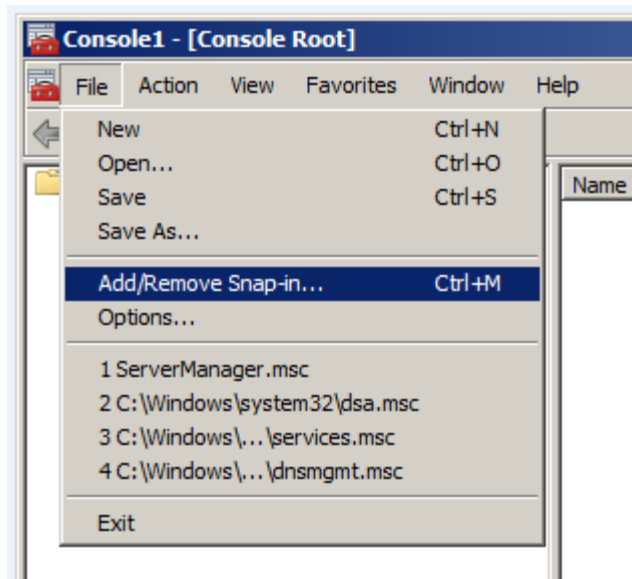 Console1 - [Console Root]
File Action View Favorites Window Help
New Ctrl+N
Open... Ctrl+O
Name
Save Ctrl+S
Save As...
Add/Remove Snap-in... Ctrl+M
Options...
1 ServerManager.msc
2 C:\Windows\system32\dsa.msc
3 C:\Windows\...\services.msc
4 C:\Windows\...\dnsmgmt.msc
Exit